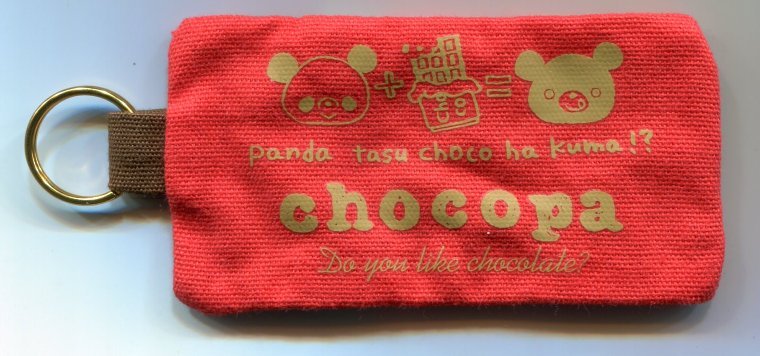 panda tasu choco ha kuma!?
chocopa
Do you like chocolate?